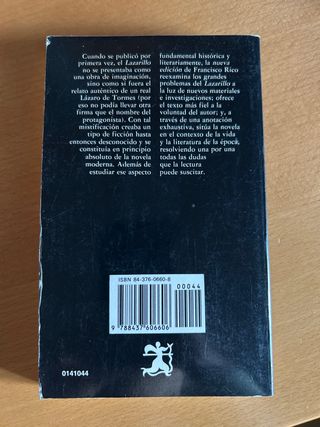 Cuando se publicó por
primera vez, el Lazarillo
no se presentaba como
una obra de imaginación,
sino como si fuera el
relato auténtico de un real
Lázaro de Tormes (por
eso no podía llevar otra
firma que el nombre del
protagonista). Con tal
mistificación creaba un
tipo de ficción hasta
entonces desconocido y se
constituía en principio
absoluto de la novela
moderna. Además de
estudiar ese aspecto
fundamental histórica y
literariamente, la nueva
edición de Francisco Rico
reexamina los grandes
problemas del Lazarillo a
la luz de nuevos materiales
e investigaciones; ofrece
el texto más fiel a la
voluntad del autor; y, a
través de una anotación
exhaustiva, sitúa la novela
en el contexto de la vida
y la literatura de la época,
resolviendo una por una
todas las dudas
que la lectura
puede suscitar.
ISBN 84-376-0660-8
00044
9 788437 606606
0141044